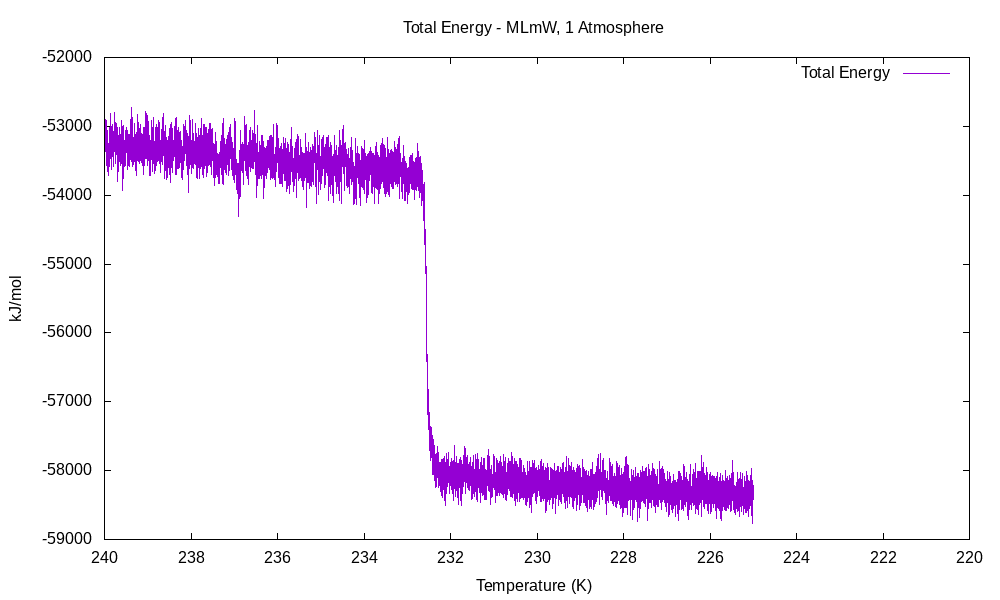 Total Energy - MLmW, 1 Atmosphere
Total Energy
-52000
-53000
-54000
-55000
-56000
-57000
-58000
-59000
kJ/mol
240 238 236 234 232 230 228 226 224 222 220
Temperature (K)